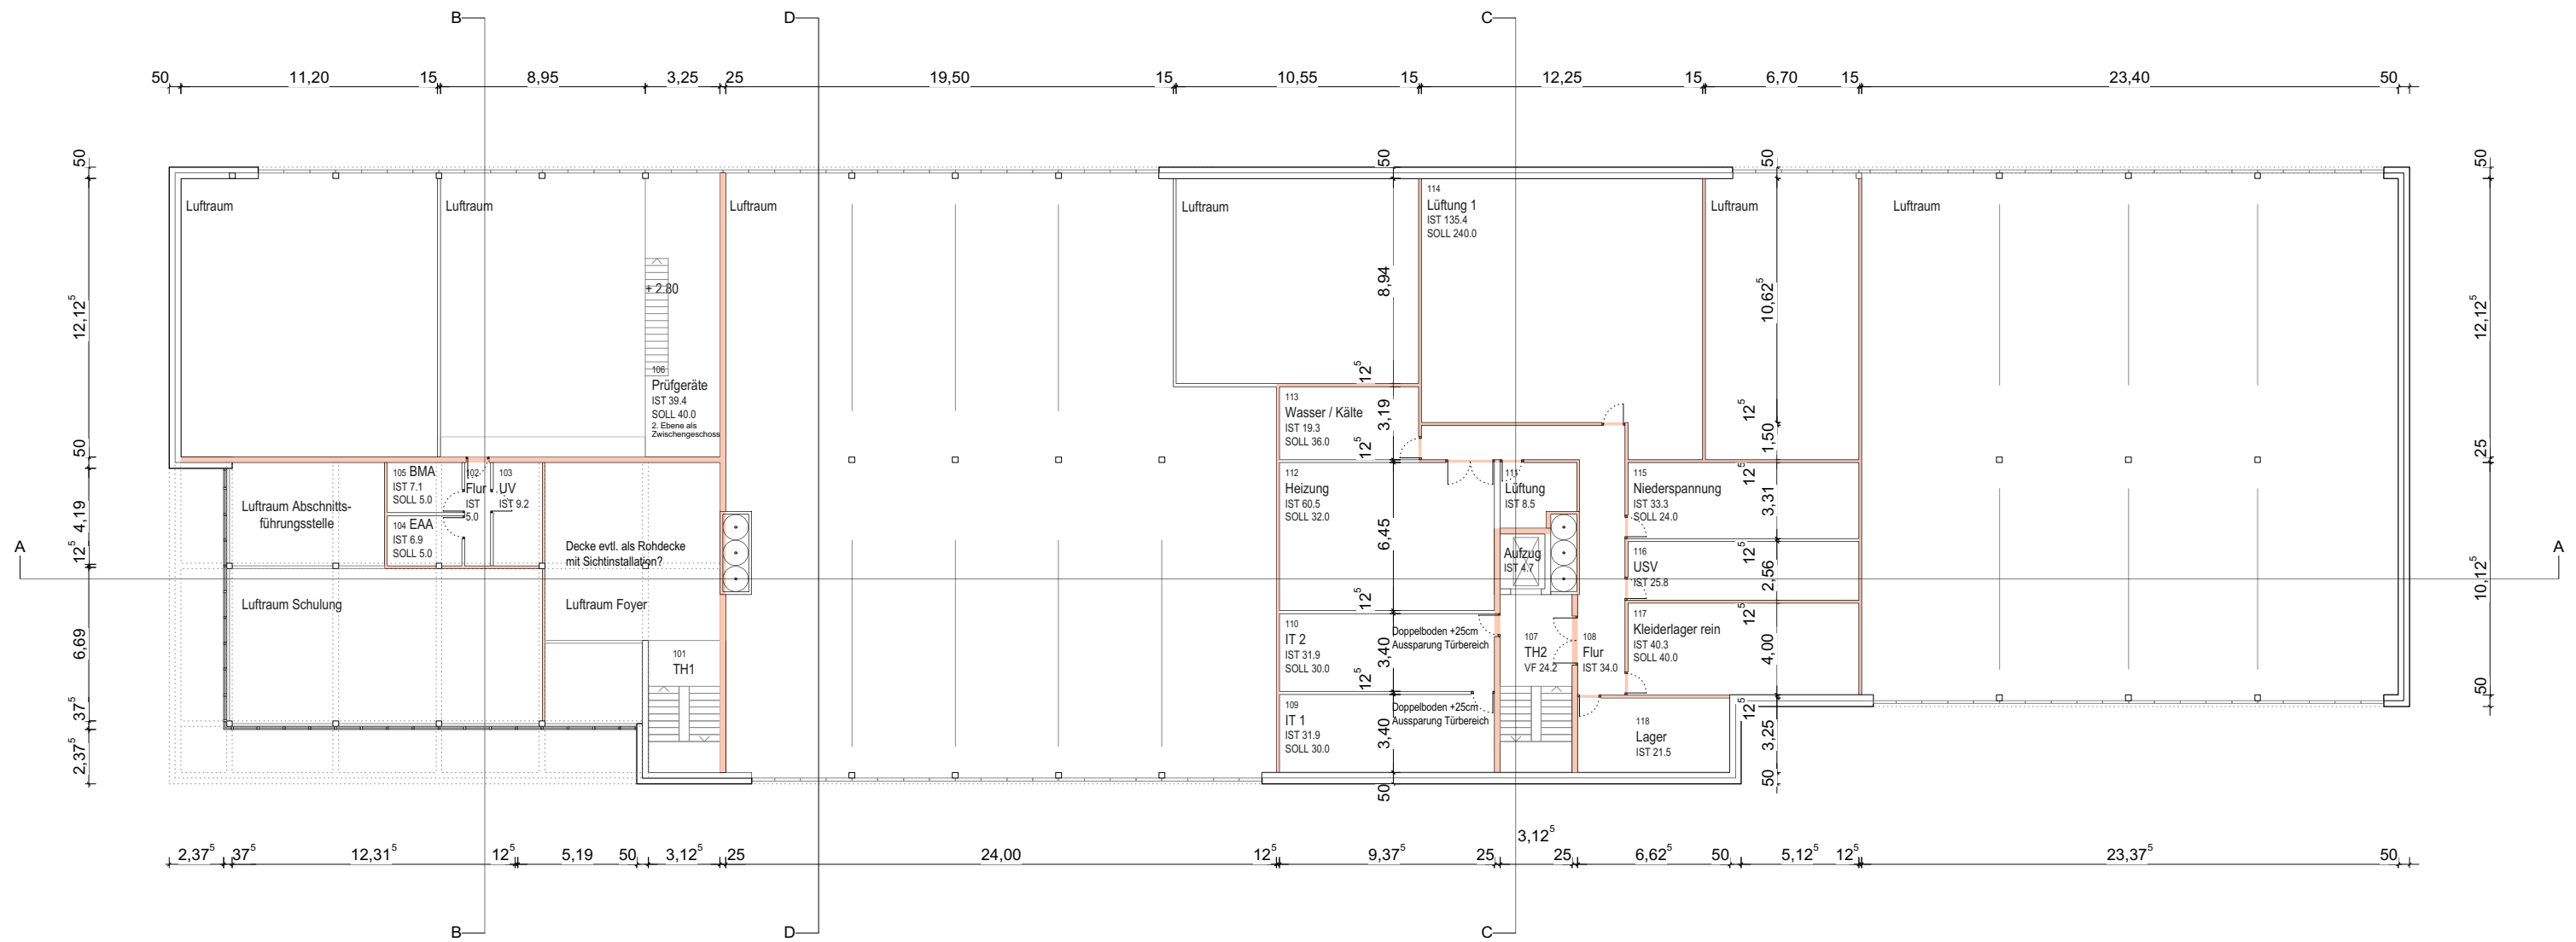 B
D
C
50
11,20
15
8,95
3,25
25
19,50
15
10,55
15
12,25
15
6,70
15
23,40
50
50
12,12⁵
50
4,19
12⁵
6,69
37⁵
2,37⁵
A
Luftraum
Luftraum
+ 2.80
106
Prüfgeräte
IST 39.4
SOLL 40.0
2. Ebene als
Zwischengeschoss
Luftraum
Luftraum
50
8,94
12⁵
3,19
12⁵
6,45
12⁵
3,40
12⁵
3,40
50
114
Lüftung 1
IST 135.4
SOLL 240.0
Luftraum
50
10,62⁵
12⁵
1,50
12⁵
3,31
12⁵
2,56
12⁵
4,00
12⁵
3,25
50
Luftraum
50
12,12⁵
25
10,12⁵
50
A
Luftraum Abschnitts-
führungsstelle
105 BMA
IST 7.1
SOLL 5.0
104 EAA
IST 6.9
SOLL 5.0
102
Flur
IST
5.0
103
UV
IST 9.2
Decke evtl. als Rohdecke
mit Sichtinstallation?
Luftraum Schulung
Luftraum Foyer
101
TH1
113
Wasser / Kälte
IST 19.3
SOLL 36.0
112
Heizung
IST 60.5
SOLL 32.0
111
Lüftung
IST 8.5
Aufzug
IST 4.7
110
IT 2
IST 31.9
SOLL 30.0
Doppelboden +25cm
Aussparung Türbereich
109
IT 1
IST 31.9
SOLL 30.0
Doppelboden +25cm
Aussparung Türbereich
107
TH2
VF 24.2
108
Flur
IST 34.0
115
Niederspannung
IST 33.3
SOLL 24.0
116
USV
IST 25.8
117
Kleiderlager rein
IST 40.3
SOLL 40.0
118
Lager
IST 21.5
2,37⁵
37⁵
12,31⁵
12⁵
5,19
50
3,12⁵
25
24,00
12⁵
9,37⁵
25
3,12⁵
25
6,62⁵
50
5,12⁵
12⁵
23,37⁵
50
B
D
C